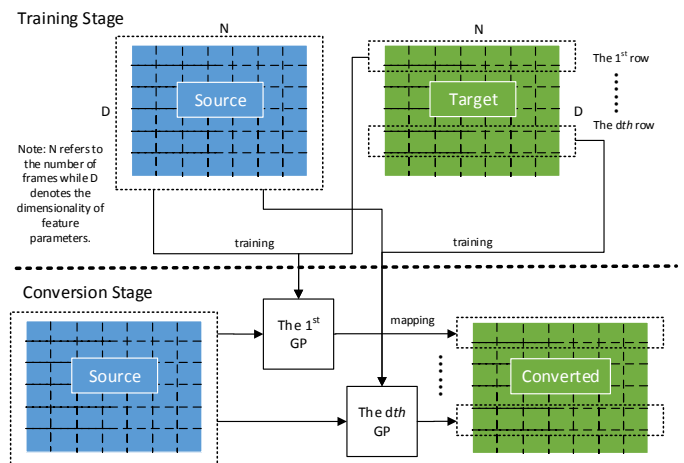 Training Stage
N
N
Source
Target
The 1st row
D
D
The dth row
Note: N refers to
the number of
frames while D
denotes the
dimensionality of
feature
parameters.
training
training
Conversion Stage
The 1st
GP
mapping
Source
Converted
The dth
GP